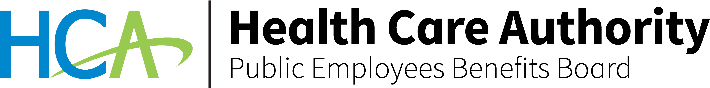 HCA
Health Care Authority
Public Employees Benefits Board